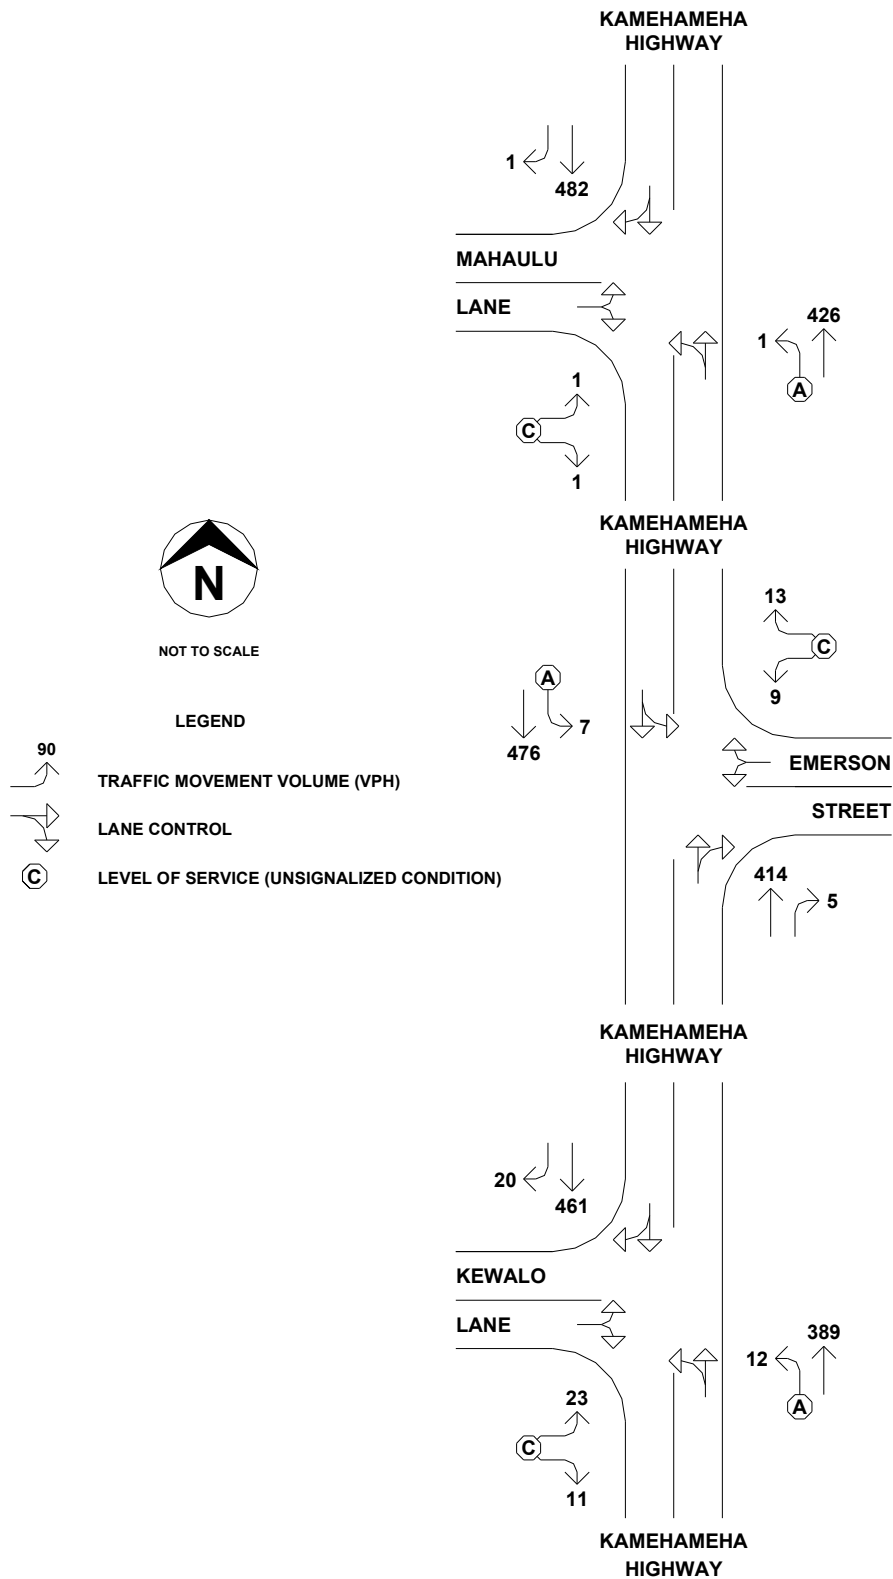 KAMEHAMEHA
HIGHWAY
1
482
MAHAULU
LANE
426
1
A
1
C
1
KAMEHAMEHA
HIGHWAY
N
NOT TO SCALE
13
C
9
A
7
476
LEGEND
90
TRAFFIC MOVEMENT VOLUME (VPH)
LANE CONTROL
C
LEVEL OF SERVICE (UNSIGNALIZED CONDITION)
EMERSON
STREET
414
5
KAMEHAMEHA
HIGHWAY
20
461
KEWALO
LANE
389
12
A
23
C
11
KAMEHAMEHA
HIGHWAY